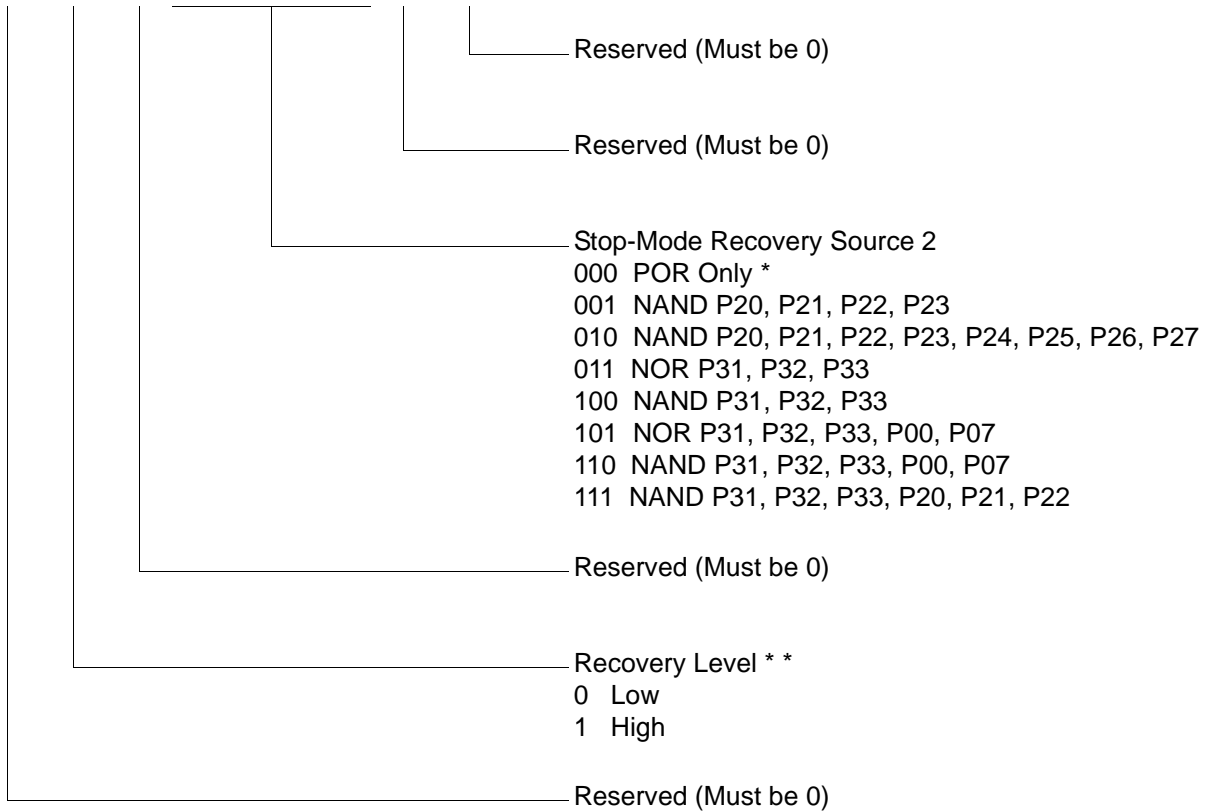 Reserved (Must be 0)
Reserved (Must be 0)
Stop-Mode Recovery Source 2
000 POR Only *
001 NAND P20, P21, P22, P23
010 NAND P20, P21, P22, P23, P24, P25, P26, P27
011 NOR P31, P32, P33
100 NAND P31, P32, P33
101 NOR P31, P32, P33, P00, P07
110 NAND P31, P32, P33, P00, P07
111 NAND P31, P32, P33, P20, P21, P22
Reserved (Must be 0)
Recovery Level * *
0 Low
1 High
Reserved (Must be 0)